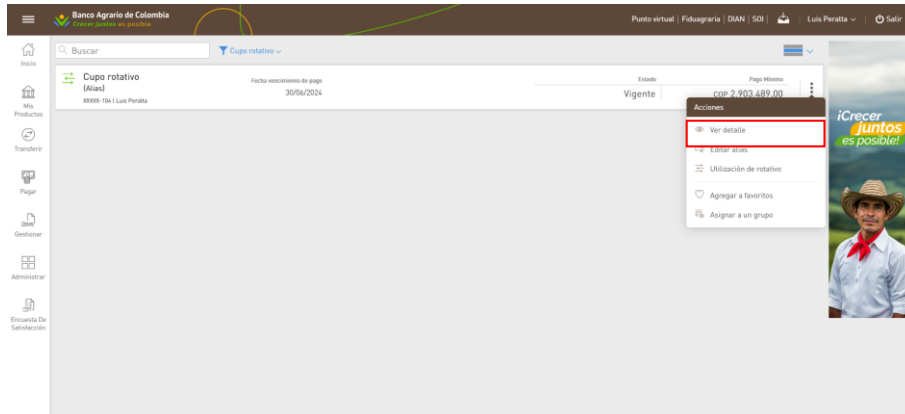 Banco Agrario de Colombia
Crecer juntos es posible
Punto virtual | Fiduagraria | DIAN | SOI |
Luis Peralta
Salir
Inicio
Mis
Productos
Transferir
Pagar
Gestionar
Administrar
Encuesta De
Satisfacción
Buscar
Cupo rotativo
Cupo rotativo
(Alias)
XXXXXX-104 | Luis Peralta
Fecha vencimiento de pago
30/06/2024
Estado
Vigente
Pago Mínimo
COP 2,903,489.00
Acciones
Ver detalle
Editar alias
Utilización de rotativo
Agregar a favoritos
Asignar a un grupo
¡Crecer
juntos
es posible!